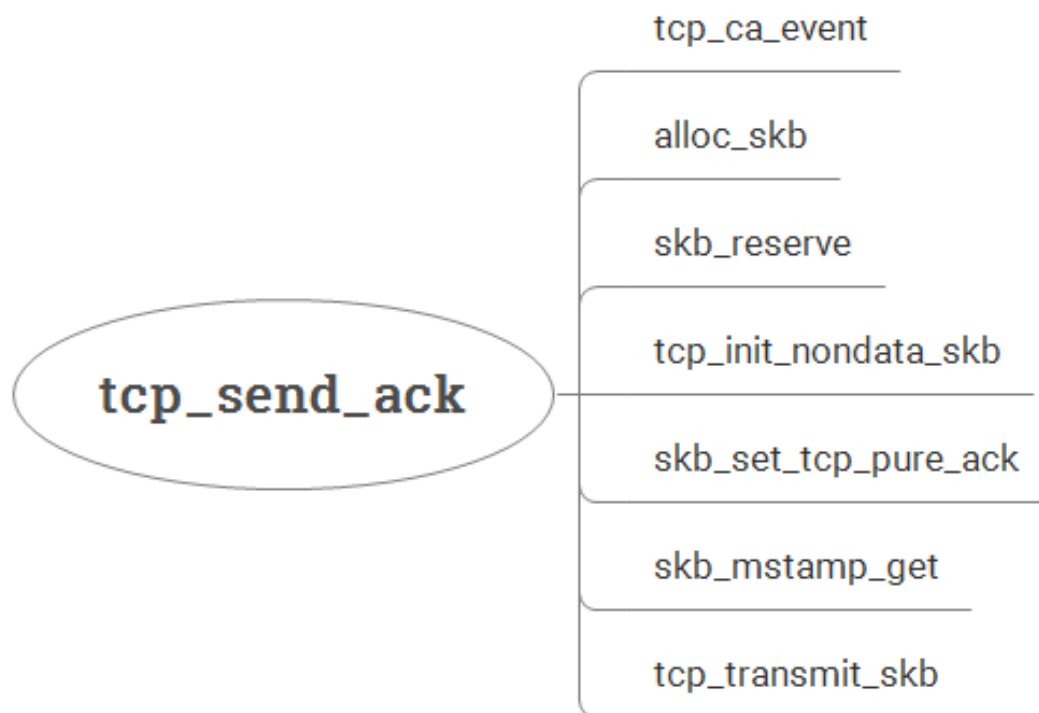 tcp_ca_event
alloc_skb
skb_reserve
tcp_init_nondata_skb
tcp_send_ack
skb_set_tcp_pure_ack
skb_mstamp_get
tcp_transmit_skb